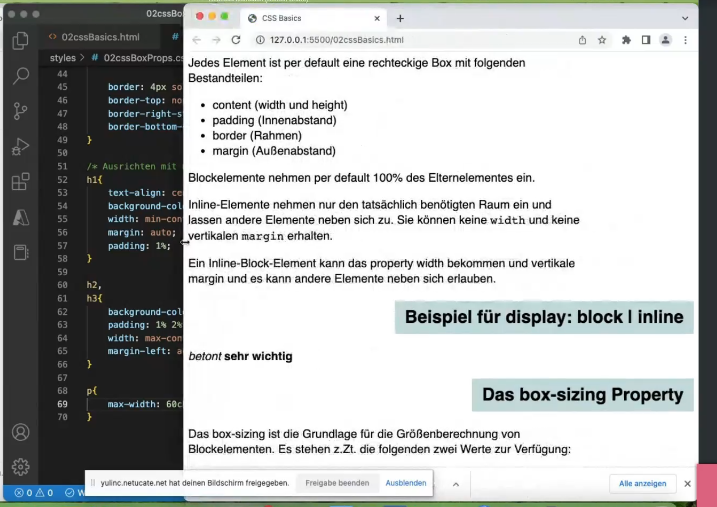 02cssBo
CSS Basics
127.0.0.1:5500/02cssBasics.html
02cssBasics.html
styles > # 02cssBoxProps.cs
44
45 border: 4px so
46 border-top: no
47 border-right-s
48 border-bottom-
49 }
50
51 /* Ausrichten mit
52 h1{
53 text-align: ce
54 background-col
55 width: min-con
56 margin: auto;
57 padding: 1%;
58 }
59
60 h2,
61 h3{
62 background-col
63 padding: 1% 2%
64 width: max-con
65 margin-left: a
66 }
67
68 p{
69 max-width: 60c
70 }
0 0 W
Jedes Element ist per default eine rechteckige Box mit folgenden
Bestandteilen:
• content (width und height)
• padding (Innenabstand)
• border (Rahmen)
• margin (Außenabstand)
Blockelemente nehmen per default 100% des Elternelementes ein.
Inline-Elemente nehmen nur den tatsächlich benötigten Raum ein und
lassen andere Elemente neben sich zu. Sie können keine width und keine
vertikalen margin erhalten.
Ein Inline-Block-Element kann das property width bekommen und vertikale
margin und es kann andere Elemente neben sich erlauben.
Beispiel für display: block | inline
betont sehr wichtig
Das box-sizing Property
Das box-sizing ist die Grundlage für die Größenberechnung von
Blockelementen. Es stehen z.Zt. die folgenden zwei Werte zur Verfügung:
yulinc.netucate.net hat deinen Bildschirm freigegeben. Freigabe beenden Ausblenden
Alle anzeigen